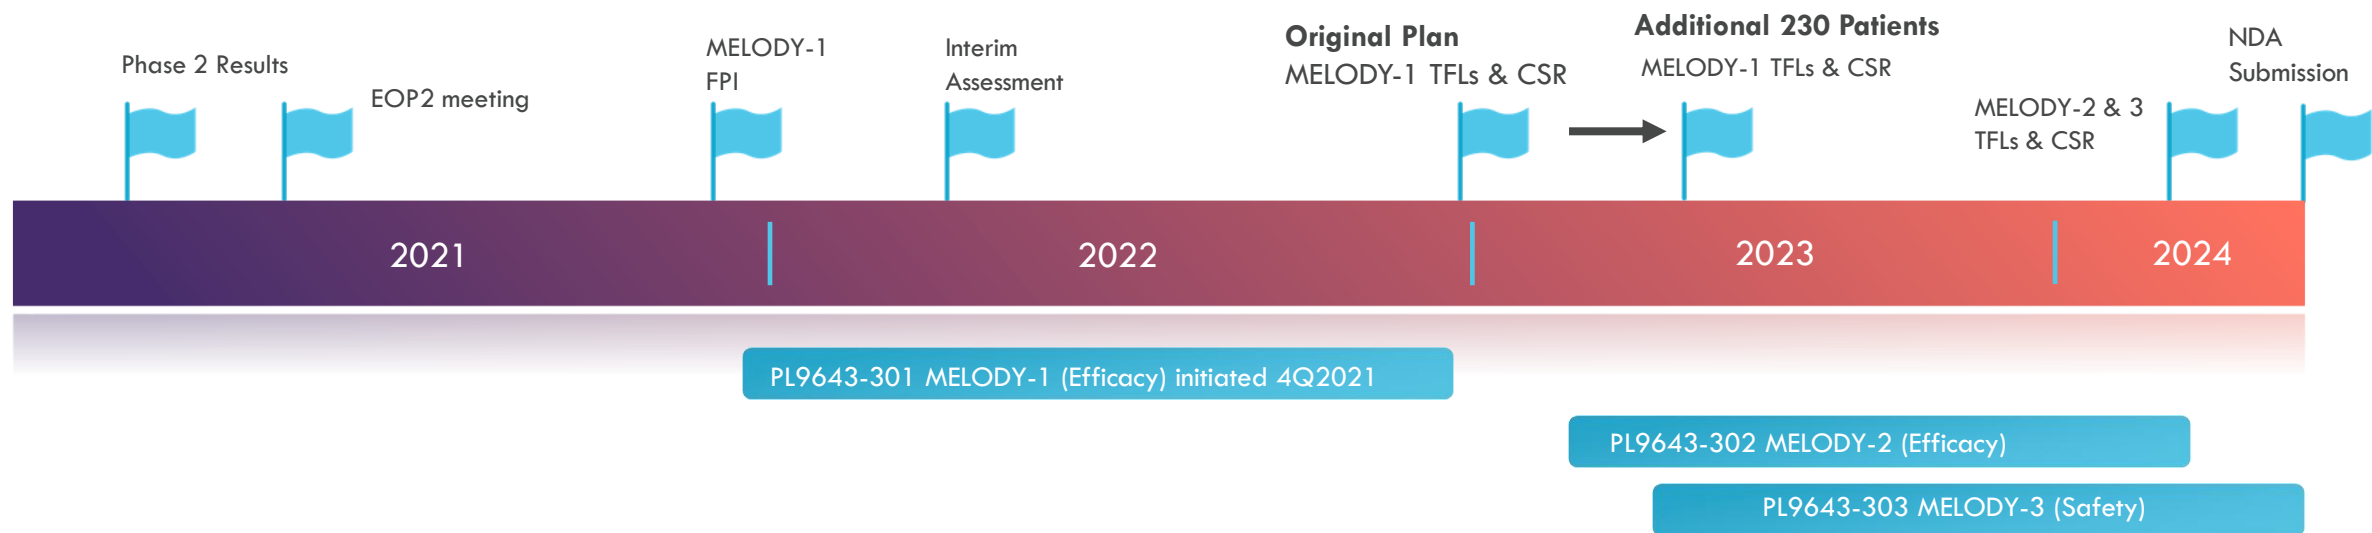 Phase 2 Results
EOP2 meeting
MELODY-1
FPI
Interim
Assessment
Original Plan
MELODY-1 TFLs & CSR
Additional 230 Patients
MELODY-1 TFLs & CSR
MELODY-2 & 3
TFLs & CSR
NDA
Submission
2021
2022
2023
2024
PL9643-301 MELODY-1 (Efficacy) initiated 4Q2021
PL9643-302 MELODY-2 (Efficacy)
PL9643-303 MELODY-3 (Safety)